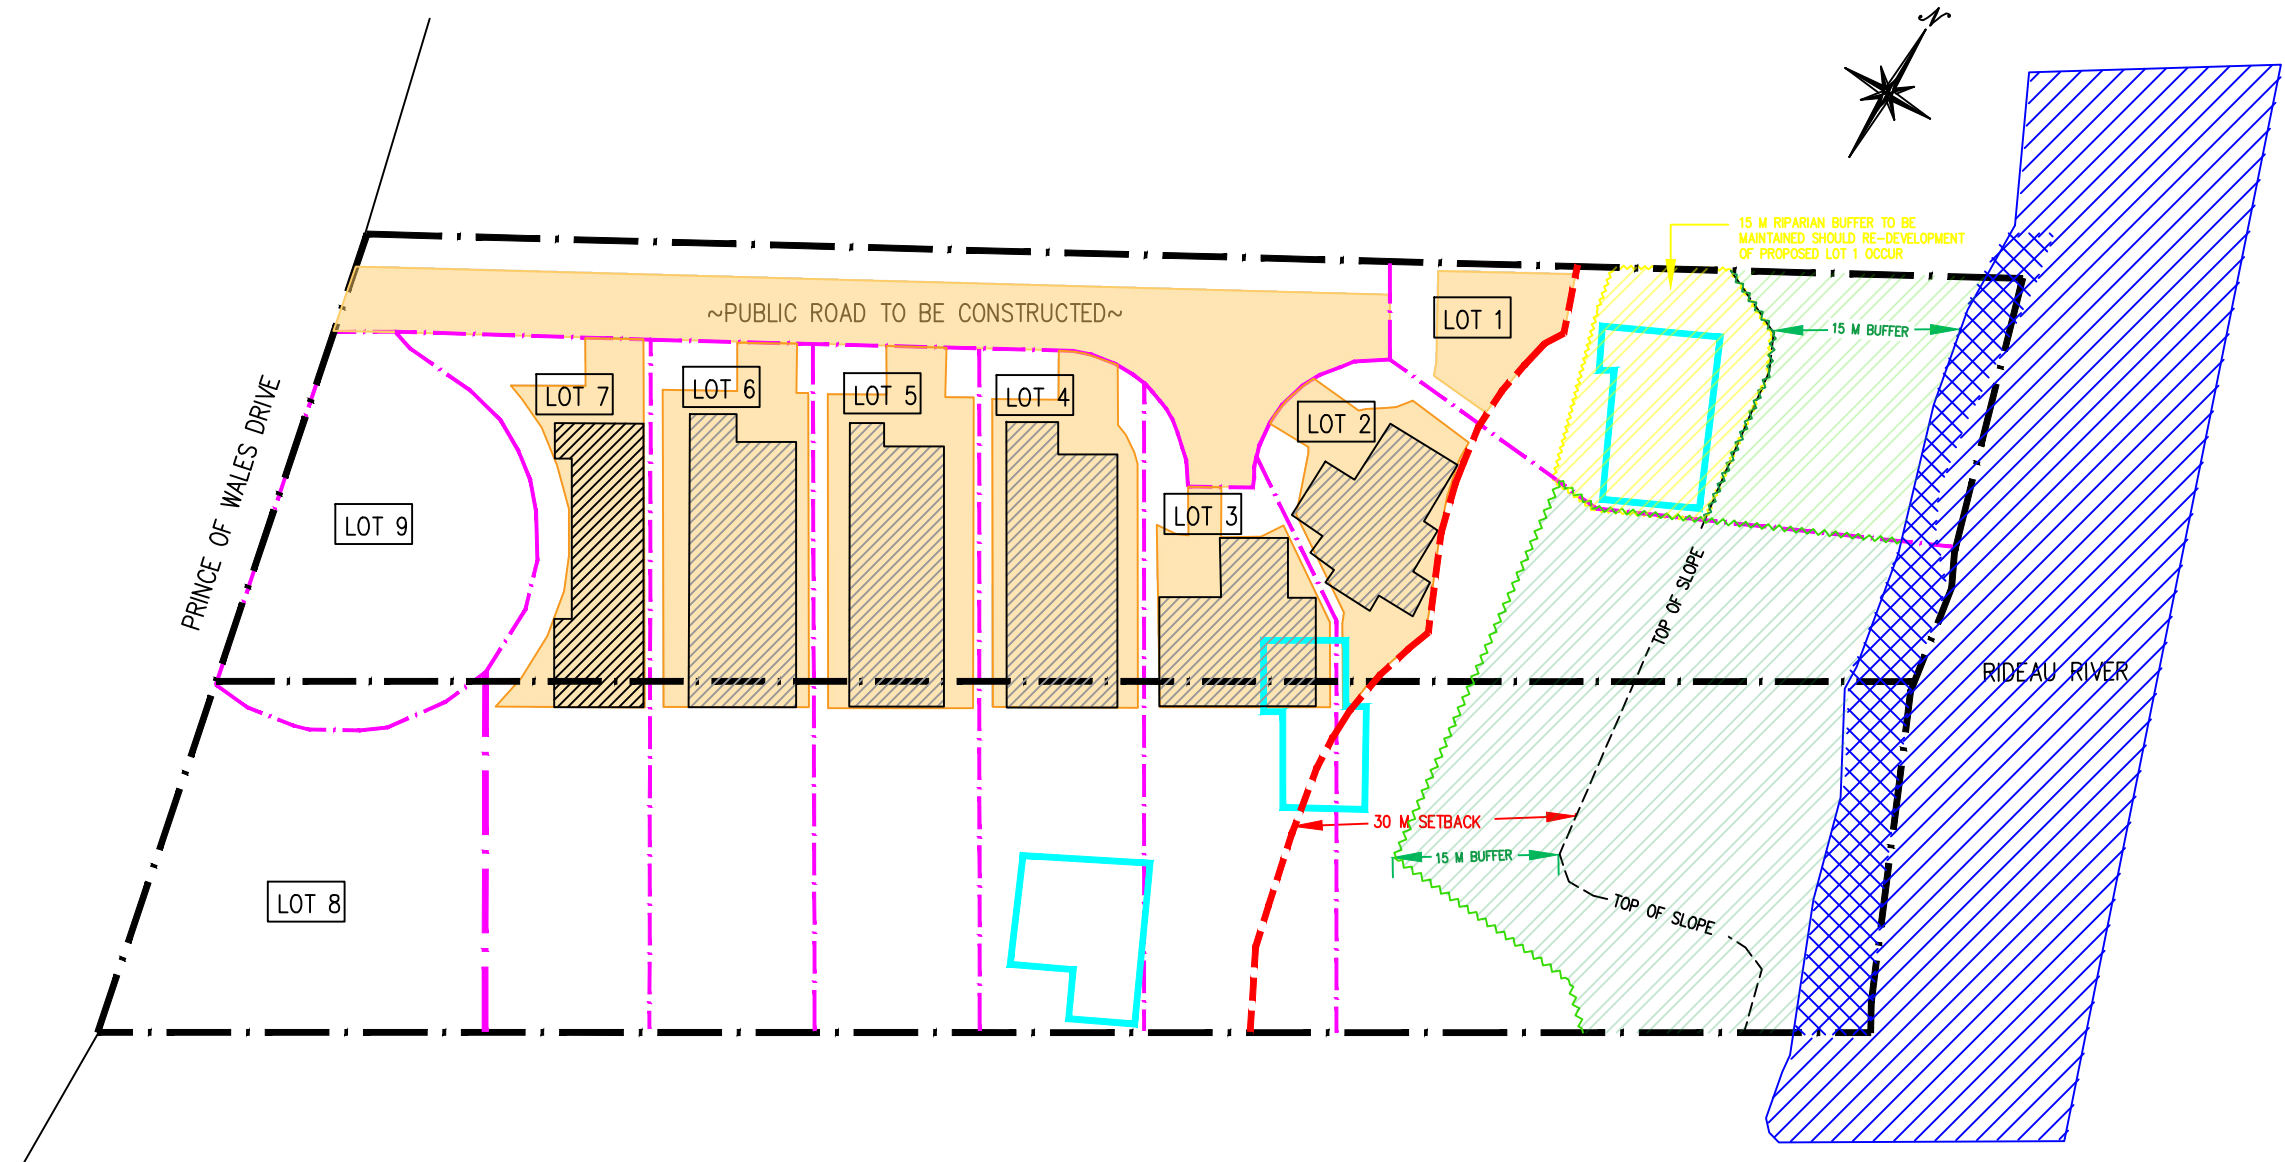 N
15 M RIPARIAN BUFFER TO BE
MAINTAINED SHOULD RE-DEVELOPMENT
OF PROPOSED LOT 1 OCCUR
~PUBLIC ROAD TO BE CONSTRUCTED~
LOT 1
15 M BUFFER
LOT 7
LOT 6
LOT 5
LOT 4
LOT 2
PRINCE OF WALES DRIVE
LOT 9
LOT 3
TOP OF SLOPE
RIDEAU RIVER
30 M SETBACK
15 M BUFFER
LOT 8
TOP OF SLOPE